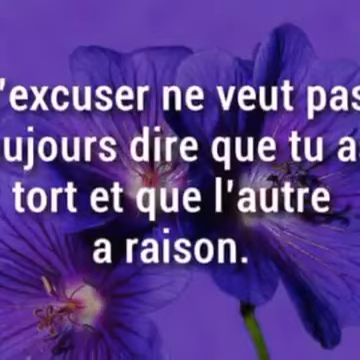 'excuser ne veut pas
ujours dire que tu a
tort et que l'autre
a raison.